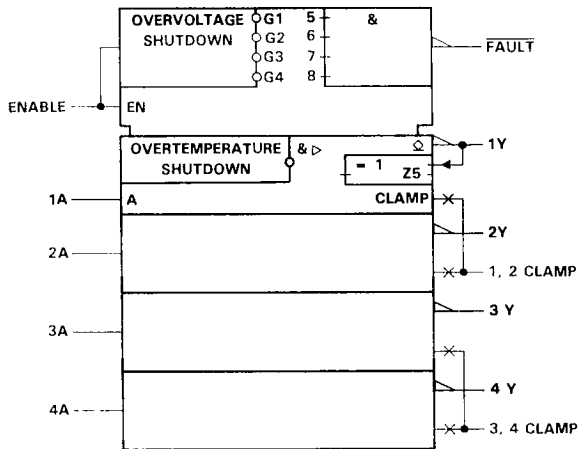 OVERVOLTAGE
SHUTDOWN
G1
G2
G3
G4
5
6
7
8
&
FAULT
ENABLE
EN
OVERTEMPERATURE
SHUTDOWN
& ▷
1Y
= 1
Z5
1A
A
CLAMP
2Y
2A
1, 2 CLAMP
3 Y
3A
4 Y
4A
3, 4 CLAMP